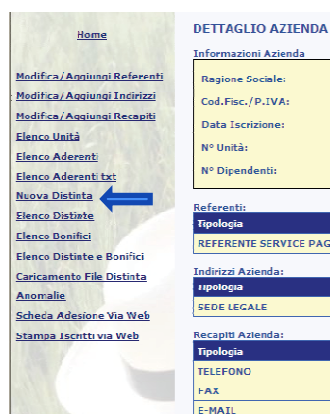 Home
Modifica/Aggiungi Referenti
Modifica/Aggiungi Indirizzi
Modifica/Aggiungi Recapiti
Elenco Unità
Elenco Aderenti
Elenco Aderenti txt
Nuova Distinta
Elenco Distinte
Elenco Bonifici
Elenco Distinte e Bonifici
Caricamento File Distinta
Anomalie
Scheda Adesione Via Web
Stampa Iscritti via Web
DETTAGLIO AZIENDA
Informazioni Azienda
Ragione Sociale:
Cod.Fisc./P.IVA:
Data Iscrizione:
N° Unità:
N° Dipendenti:
Referenti:
Tipologia
REFERENTE SERVICE PAG
Indirizzi Azienda:
Tipologia
SEDE LEGALE
Recapiti Azienda:
Tipologia
TELEFONO
FAX
E-MAIL